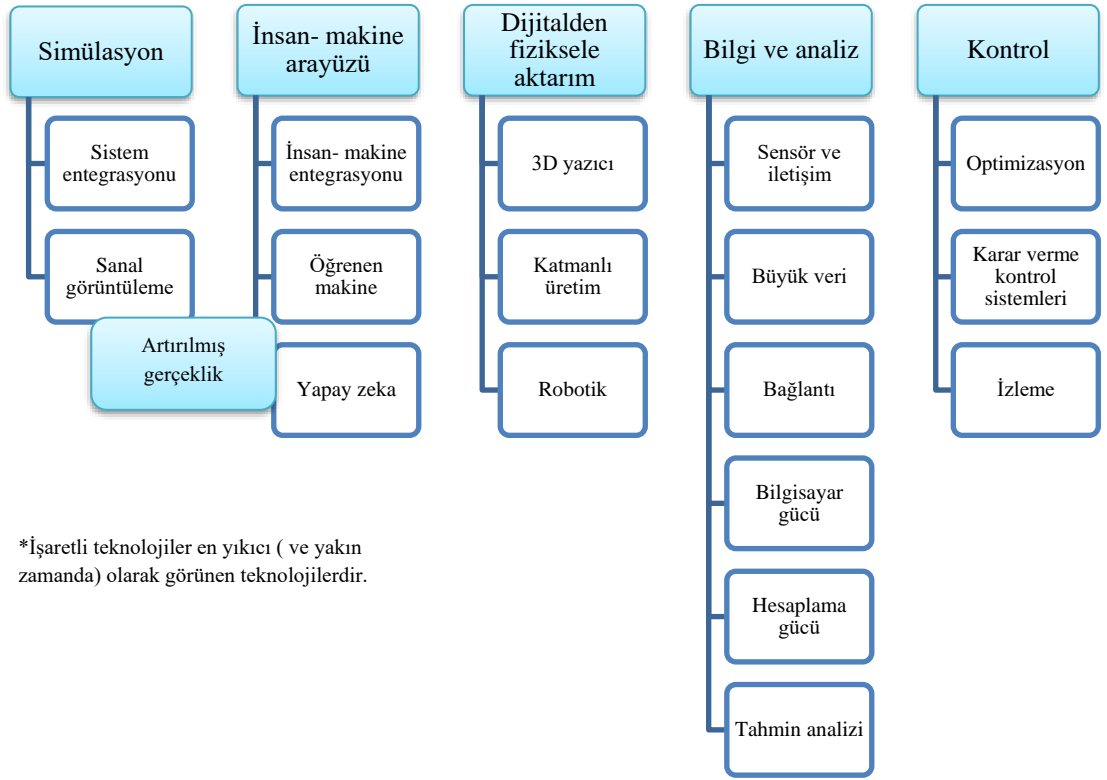 Simülasyon
Sistem
entegrasyonu
Sanal
görüntüleme
İnsan- makine
arayüzü
İnsan- makine
entegrasyonu
Öğrenen
makine
Yapay zeka
Artırılmış
gerçeklik
Dijitalden
fiziksele
aktarım
3D yazıcı
Katmanlı
üretim
Robotik
Bilgi ve analiz
Sensör ve
iletişim
Büyük veri
Bağlantı
Bilgisayar
gücü
Hesaplama
gücü
Tahmin analizi
Kontrol
Optimizasyon
Karar verme
kontrol
sistemleri
İzleme
*İşaretli teknolojiler en yıkıcı ( ve yakın
zamanda) olarak görünen teknolojilerdir.